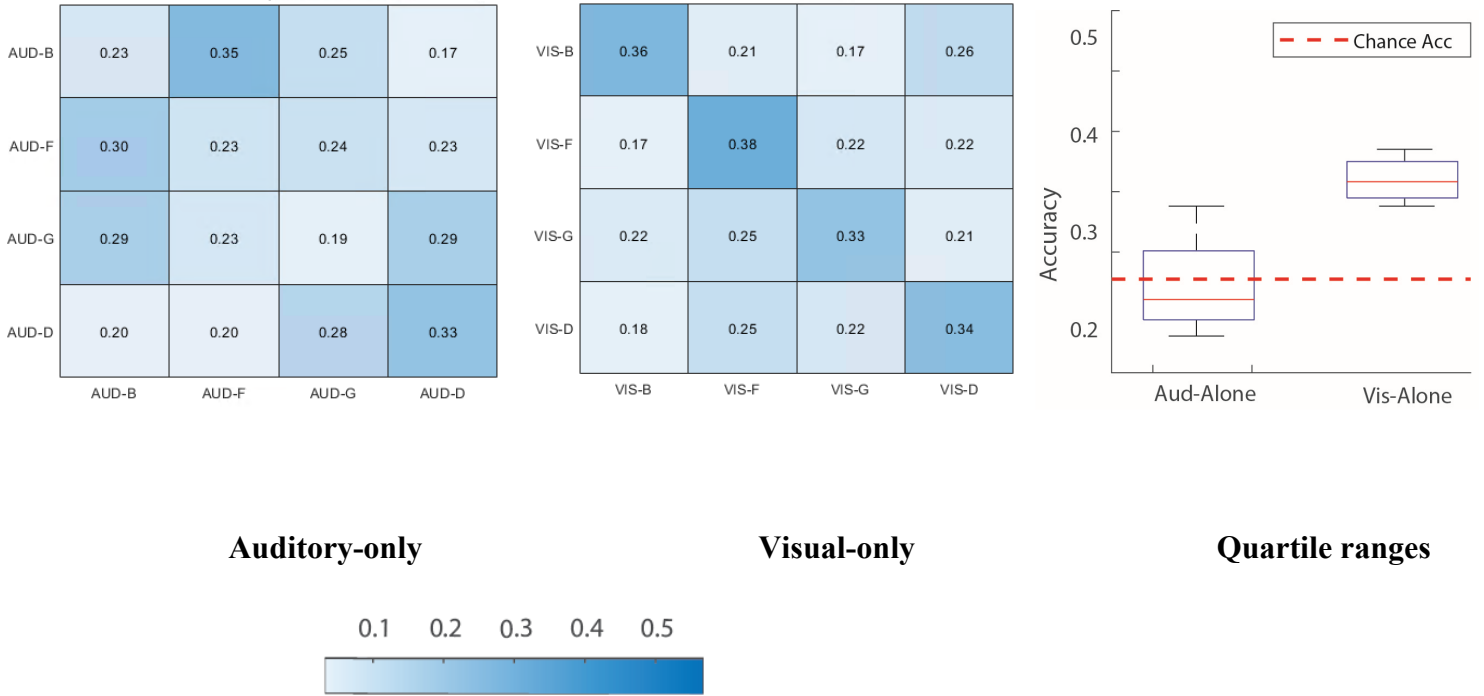 AUD-B 0.23 0.35 0.25 0.17
AUD-F 0.30 0.23 0.24 0.23
AUD-G 0.29 0.23 0.19 0.29
AUD-D 0.20 0.20 0.28 0.33
AUD-B AUD-F AUD-G AUD-D
VIS-B 0.36 0.21 0.17 0.26
VIS-F 0.17 0.38 0.22 0.22
VIS-G 0.22 0.25 0.33 0.21
VIS-D 0.18 0.25 0.22 0.34
VIS-B VIS-F VIS-G VIS-D
Chance Acc
Accuracy
0.5
0.4
0.3
0.2
Aud-Alone Vis-Alone
Auditory-only Visual-only Quartile ranges
0.1 0.2 0.3 0.4 0.5